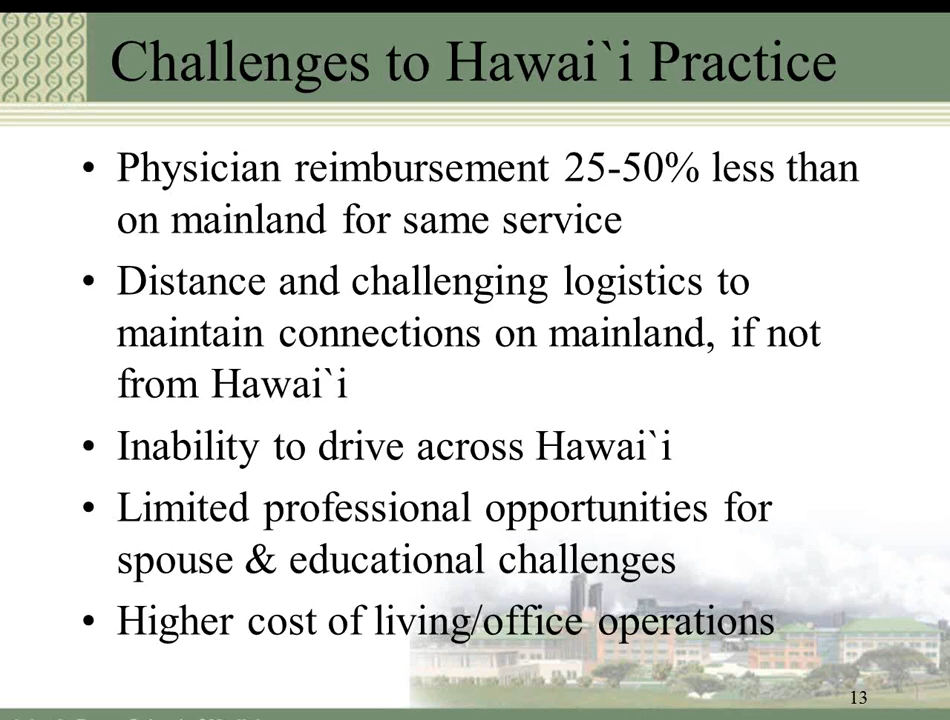 Challenges to Hawai`i Practice
• Physician reimbursement 25-50% less than
on mainland for same service
• Distance and challenging logistics to
maintain connections on mainland, if not
from Hawai`i
• Inability to drive across Hawai`i
• Limited professional opportunities for
spouse & educational challenges
• Higher cost of living/office operations
13